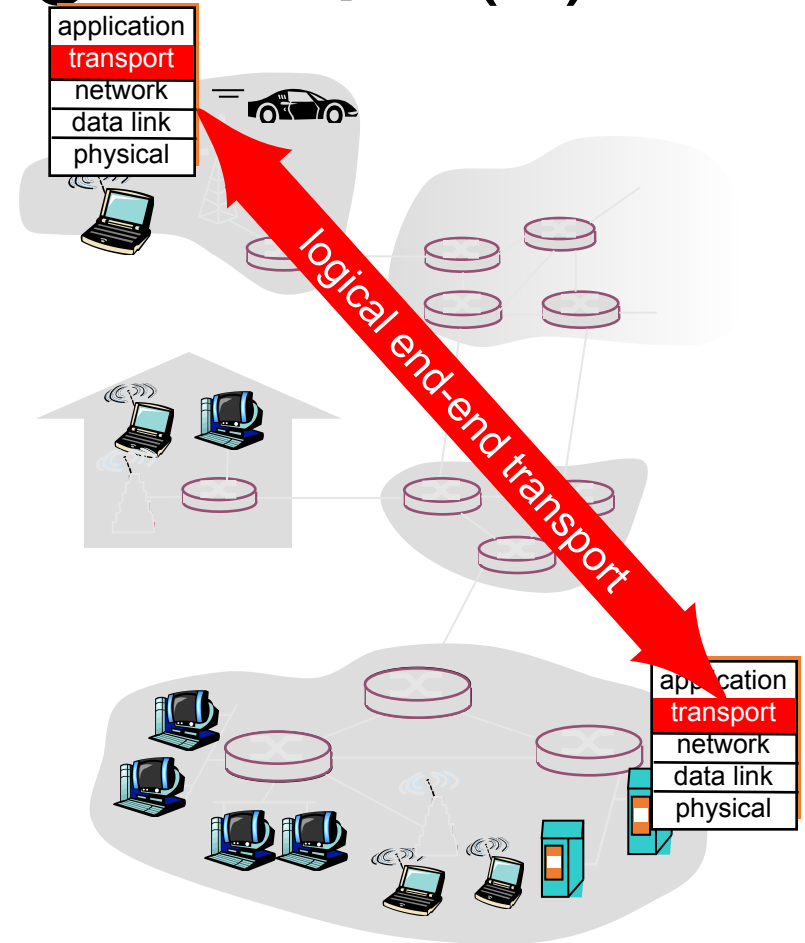 application
transport
network
data link
physical
logical end-end transport
application
transport
network
data link
physical